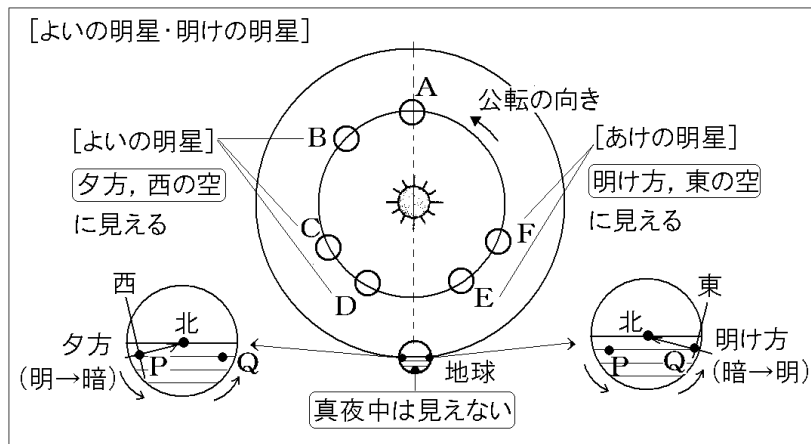 [よいの明星・明けの明星]
A
公転の向き
[よいの明星]
B
[あけの明星]
夕方，西の空
に見える
明け方，東の空
に見える
C
F
D
E
西
北
夕方
(明→暗)
P
Q
地球
真夜中は見えない
東
北
明け方
(暗→明)
P
Q